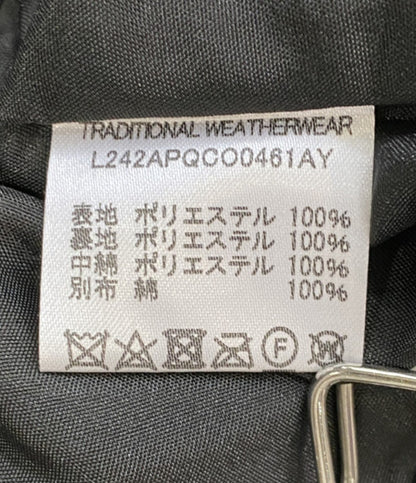 TRADITIONAL WEATHERWEAR
L242APQCO0461AY
表地 ポリエステル 100%
裏地 ポリエステル 100%
中綿 ポリエステル 100%
別布 綿 100%
F
W